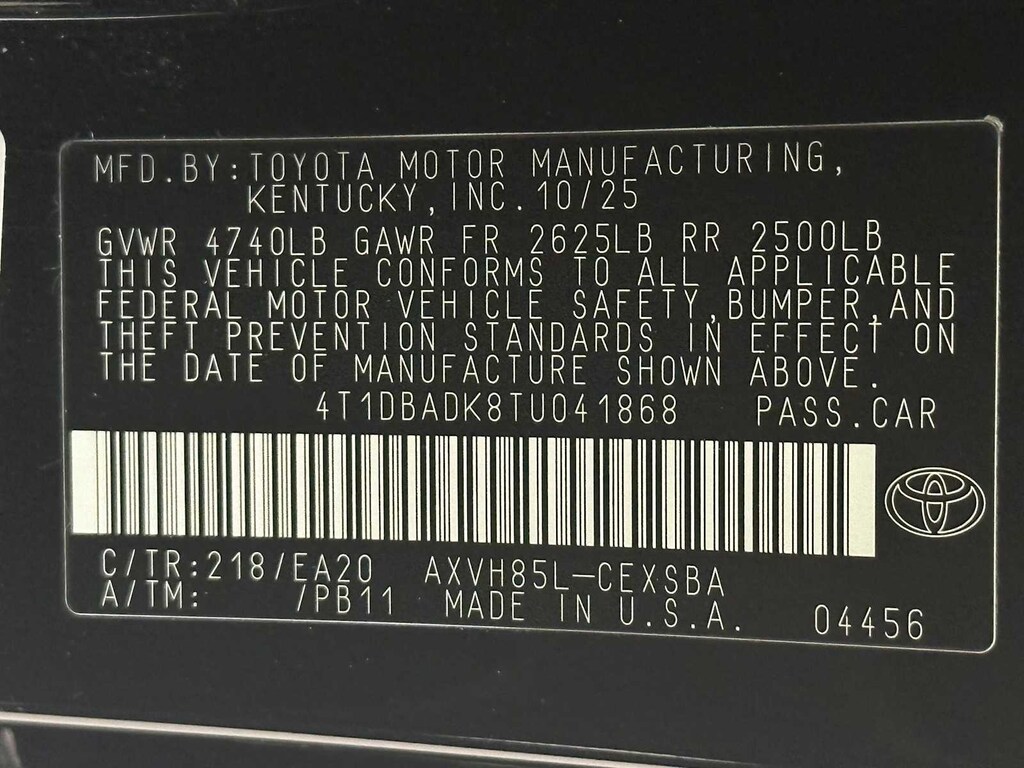 MFD.BY:TOYOTA MOTOR MANUFACTURING,
KENTUCKY,INC.10/25
GVWR 4740LB GAWR FR 2625LB RR 2500LB
THIS VEHICLE CONFORMS TO ALL APPLICABLE
FEDERAL MOTOR VEHICLE SAFETY,BUMPER,AND
THEFT PREVENTION STANDARDS IN EFFECT ON
THE DATE OF MANUFACTURE SHOWN ABOVE.
4T1DBADK8TU041868 PASS.CAR
C/TR:218/EA20 AXVH85L-CEXSBA
A/TM: /PB11 MADE IN U.S.A. 04456